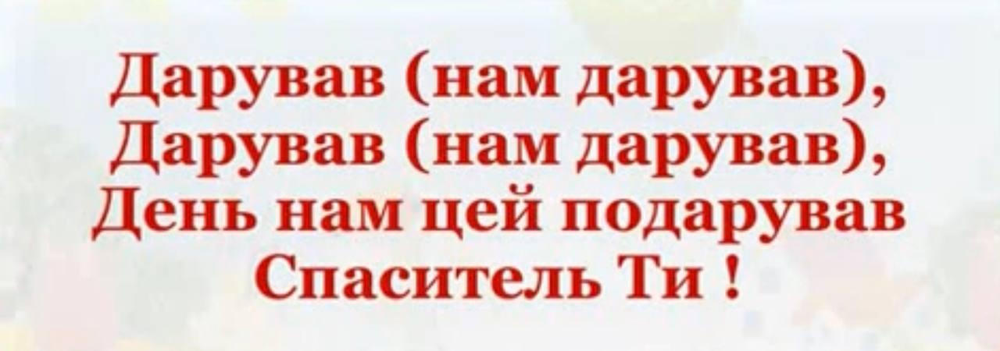 Дарував (нам дарував),
Дарував (нам дарував),
День нам цей подарував
Спаситель Ти !